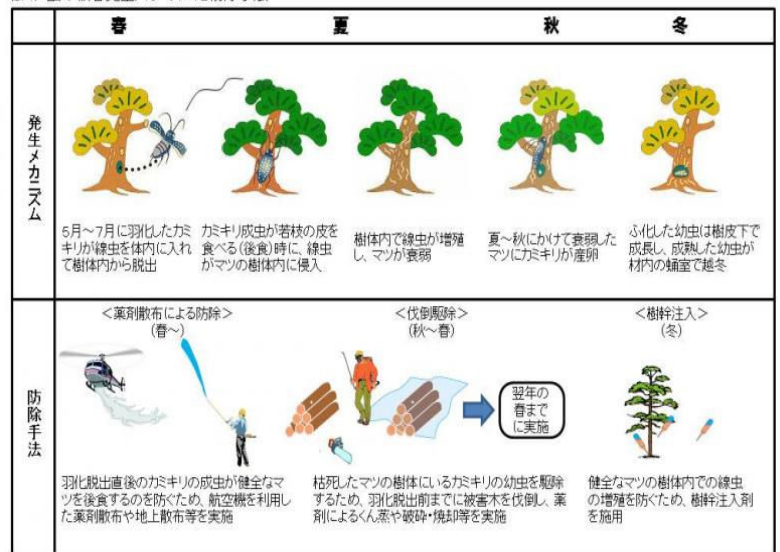 春 夏 秋 冬
発生メカニズム
5月～7月に羽化したカミ
キリが線虫を体内に入れ
て樹体内から脱出
カミキリ成虫が若枝の皮を
食べる(後食)時に、線虫
がマツの樹体内に侵入
樹体内で線虫が増殖
し、マツが衰弱
夏～秋にかけて衰弱した
マツにカミキリが産卵
ふ化した幼虫は樹皮下で
成長し、成熟した幼虫が
材内の蛹室で越冬
防除手法
＜薬剤散布による防除＞
(春～)
羽化脱出直後のカミキリの成虫が健全なマ
ツを後食するのを防ぐため、航空機を利用し
た薬剤散布や地上散布等を実施
＜伐倒駆除＞
(秋～春)
翌年の
春まで
に実施
枯死したマツの樹体にいるカミキリの幼虫を駆除
するため、羽化脱出前までに被害木を伐倒し、薬
剤によるくん蒸や破砕・焼却等を実施
＜樹幹注入＞
(冬)
健全なマツの樹体内での線虫
の増殖を防ぐため、樹幹注入剤
を施用